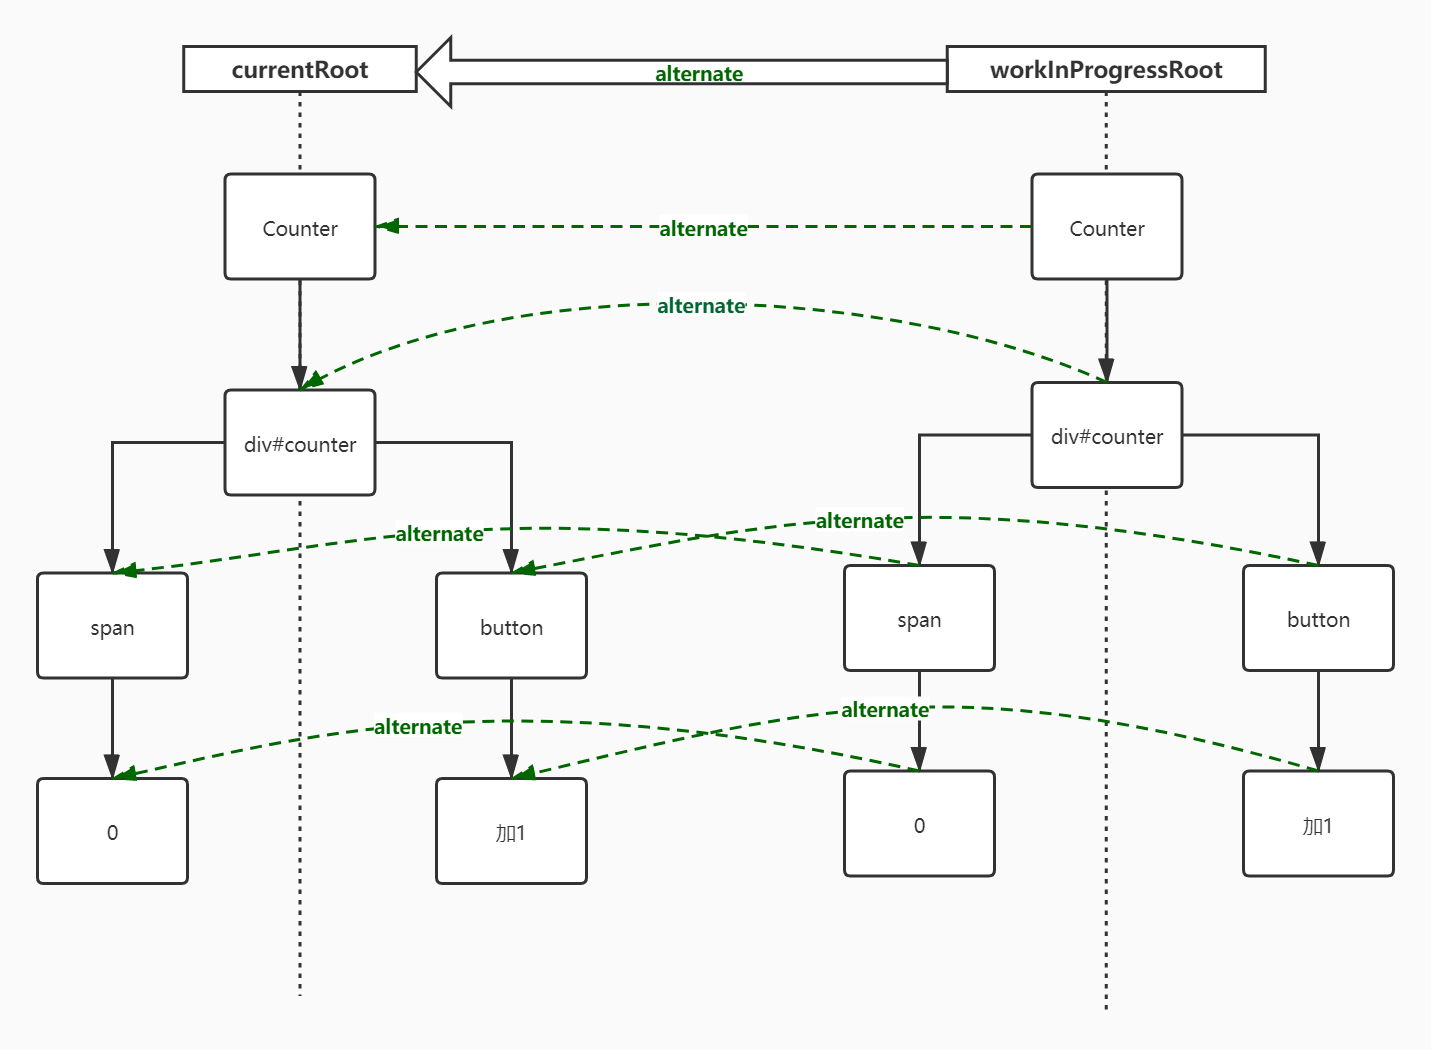 currentRoot
alternate
workInProgressRoot
Counter
alternate
Counter
alternate
div#counter
div#counter
alternate
alternate
span
button
span
button
alternate
alternate
0
加1
0
加1